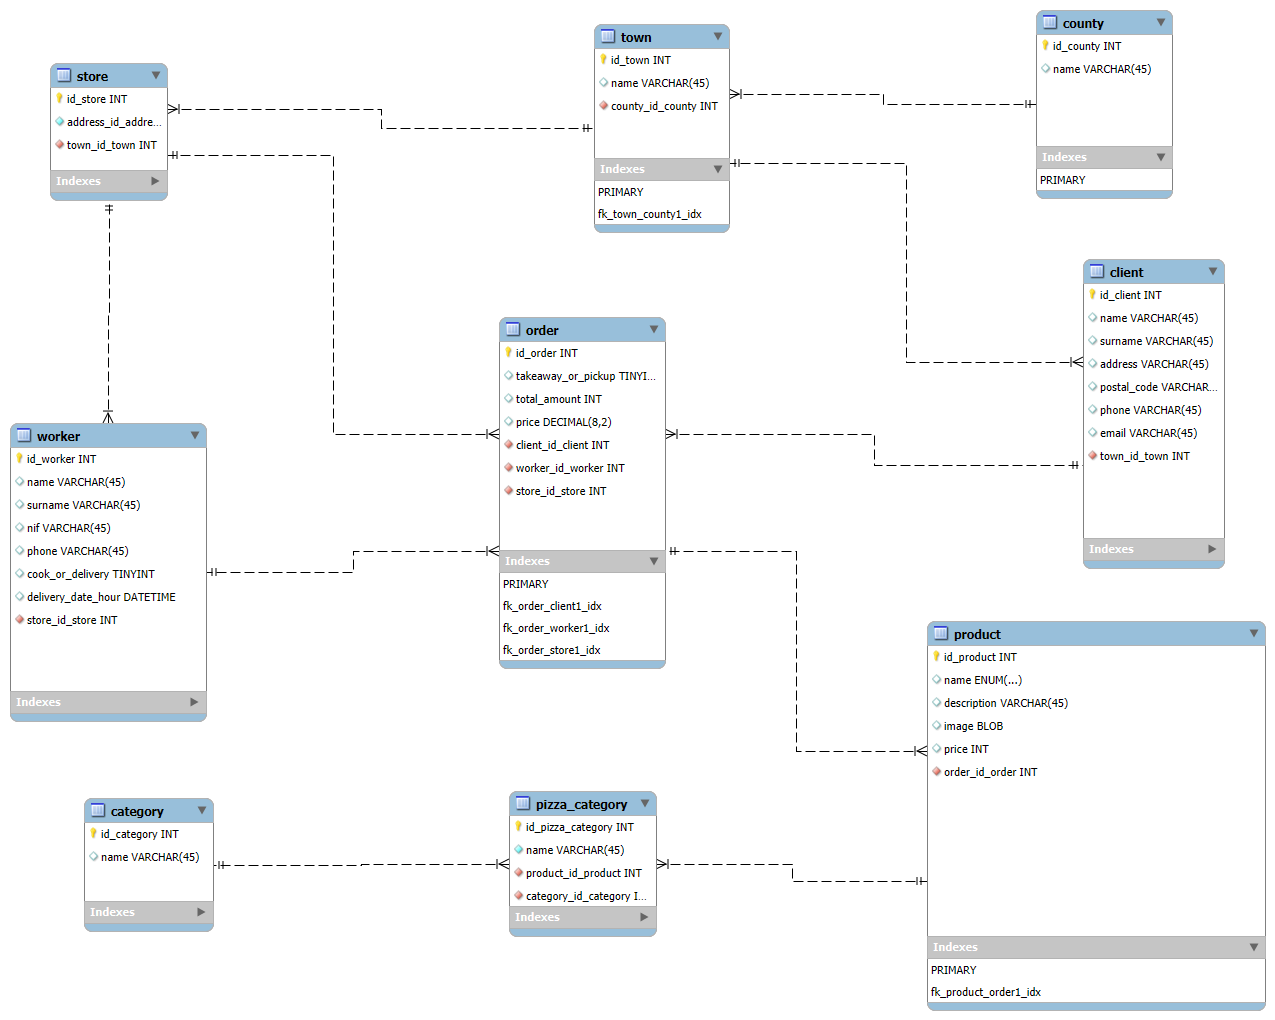 store
id_store INT
address_id_addre...
town_id_town INT
Indexes
town
id_town INT
name VARCHAR(45)
county_id_county INT
Indexes
PRIMARY
fk_town_county1_idx
county
id_county INT
name VARCHAR(45)
Indexes
PRIMARY
client
id_client INT
name VARCHAR(45)
surname VARCHAR(45)
address VARCHAR(45)
postal_code VARCHAR...
phone VARCHAR(45)
email VARCHAR(45)
town_id_town INT
Indexes
order
id_order INT
takeaway_or_pickup TINYI...
total_amount INT
price DECIMAL(8,2)
client_id_client INT
worker_id_worker INT
store_id_store INT
Indexes
PRIMARY
fk_order_client1_idx
fk_order_worker1_idx
fk_order_store1_idx
worker
id_worker INT
name VARCHAR(45)
surname VARCHAR(45)
nif VARCHAR(45)
phone VARCHAR(45)
cook_or_delivery TINYINT
delivery_date_hour DATETIME
store_id_store INT
Indexes
product
id_product INT
name ENUM(...)
description VARCHAR(45)
image BLOB
price INT
order_id_order INT
Indexes
PRIMARY
fk_product_order1_idx
category
id_category INT
name VARCHAR(45)
Indexes
pizza_category
id_pizza_category INT
name VARCHAR(45)
product_id_product INT
category_id_category I...
Indexes